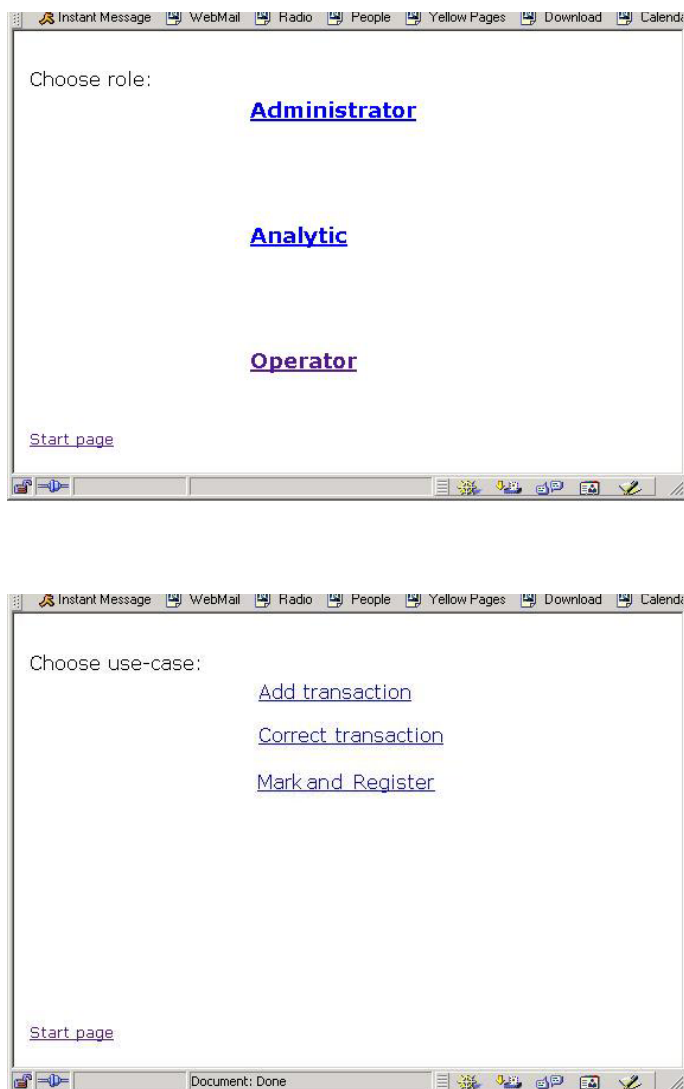 Instant Message WebMail Radio People Yellow Pages Download Calenda
Choose role:
Administrator
Analytic
Operator
Start page
Instant Message WebMail Radio People Yellow Pages Download Calenda
Choose use-case:
Add transaction
Correct transaction
Mark and Register
Start page
Document: Done